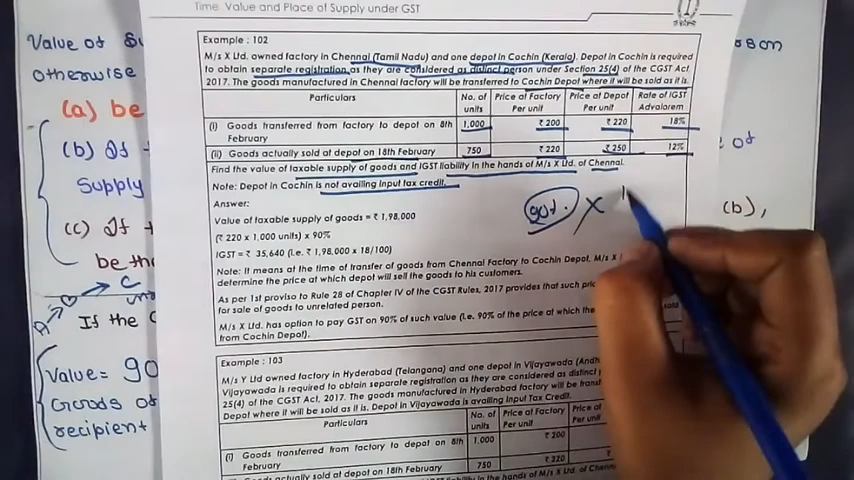 Time Value and Place of Supply under GST
Value of
otherwise
(a) be
(b) If
Supply
(c) If
be the
C
If the
Value = 90
Goods of
recipient
son
of
(b),
Example : 102
M/s X Ltd. owned factory in Chennai (Tamil Nadu) and one depot in Cochin (Kerala). Depot in Cochin is required
to obtain separate registration as they are considered as distinct person under Section 25(4) of the CGST Act,
2017. The goods manufactured in Chennai factory will be transferred to Cochin Depot where it will be sold as it is.
Particulars No. of units Price at Factory Per unit Price at Depot Per unit Rate of IGST Advalorem
(i) Goods transferred from factory to depot on 8th February 1,000 ₹ 200 ₹ 220 18%
(ii) Goods actually sold at depot on 18th February 750 ₹ 220 ₹ 250 12%
Find the value of taxable supply of goods and IGST liability in the hands of M/s X Ltd. of Chennai.
Note: Depot in Cochin is not availing input tax credit.
Answer:
Value of taxable supply of goods = ₹ 1,98,000
(₹ 220 x 1,000 units) x 90%
IGST = ₹ 35,640 (i.e. ₹ 1,98,000 x 18/100)
90%. x
Note: It means at the time of transfer of goods from Chennai Factory to Cochin Depot, M/s X
determine the price at which depot will sell the goods to his customers.
As per 1st proviso to Rule 28 of Chapter IV of the CGST Rules, 2017 provides that such
for sale of goods to unrelated person.
M/s X Ltd. has option to pay GST on 90% of such value (i.e. 90% of the price at which the
from Cochin Depot).
Example : 103
M/s Y Ltd owned factory in Hyderabad (Telangana) and one depot in Vijayawada
Vijayawada is required to obtain separate registration as they are considered as distinct
25(4) of the CGST Act, 2017. The goods manufactured in Hyderabad factory will be
Depot where it will be sold as it is. Depot in Vijayawada is availing Input Tax Credit.
Particulars No. of units Price at Factory Per unit Price at Per
(i) Goods transferred from factory to depot on 8th February 1,000 ₹ 200
(ii) Goods actually sold at depot on 18th February 750 ₹ 220